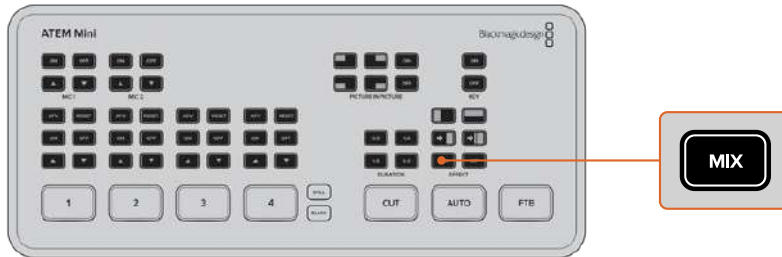 ATEM Mini
Blackmagicdesign
ON OFF ON OFF ON ON
MIC 1 MIC 2 PICTURE IN PICTURE OFF KEY OFF
AFV RESET AFV RESET AFV RESET AFV RESET
ON OFF ON OFF ON OFF ON OFF
DURATION EFFECT
MIX
1 2 3 4 STILL BLACK CUT AUTO FTB